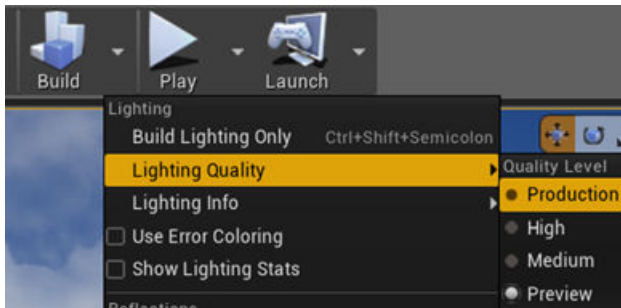 Build Play Launch
Lighting
Build Lighting Only Ctrl+Shift+Semicolon
Lighting Quality
Lighting Info
Use Error Coloring
Show Lighting Stats
Reflections
Quality Level
Production
High
Medium
Preview